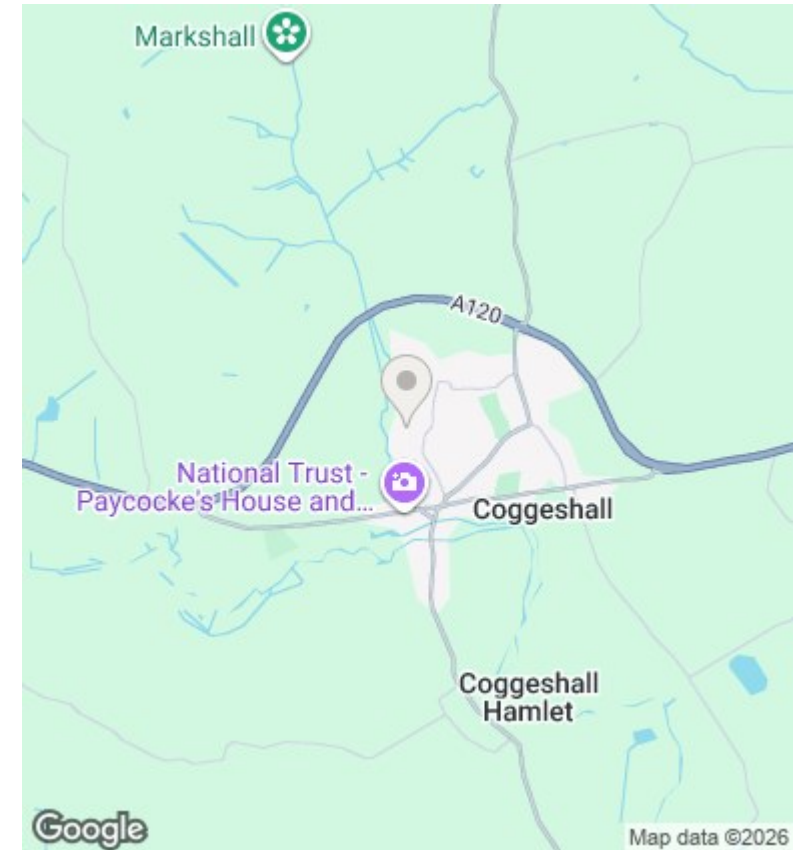 Markshall
A120
National Trust -
Paycocke's House and...
Coggeshall
Coggeshall
Hamlet
Google
Map data ©2026